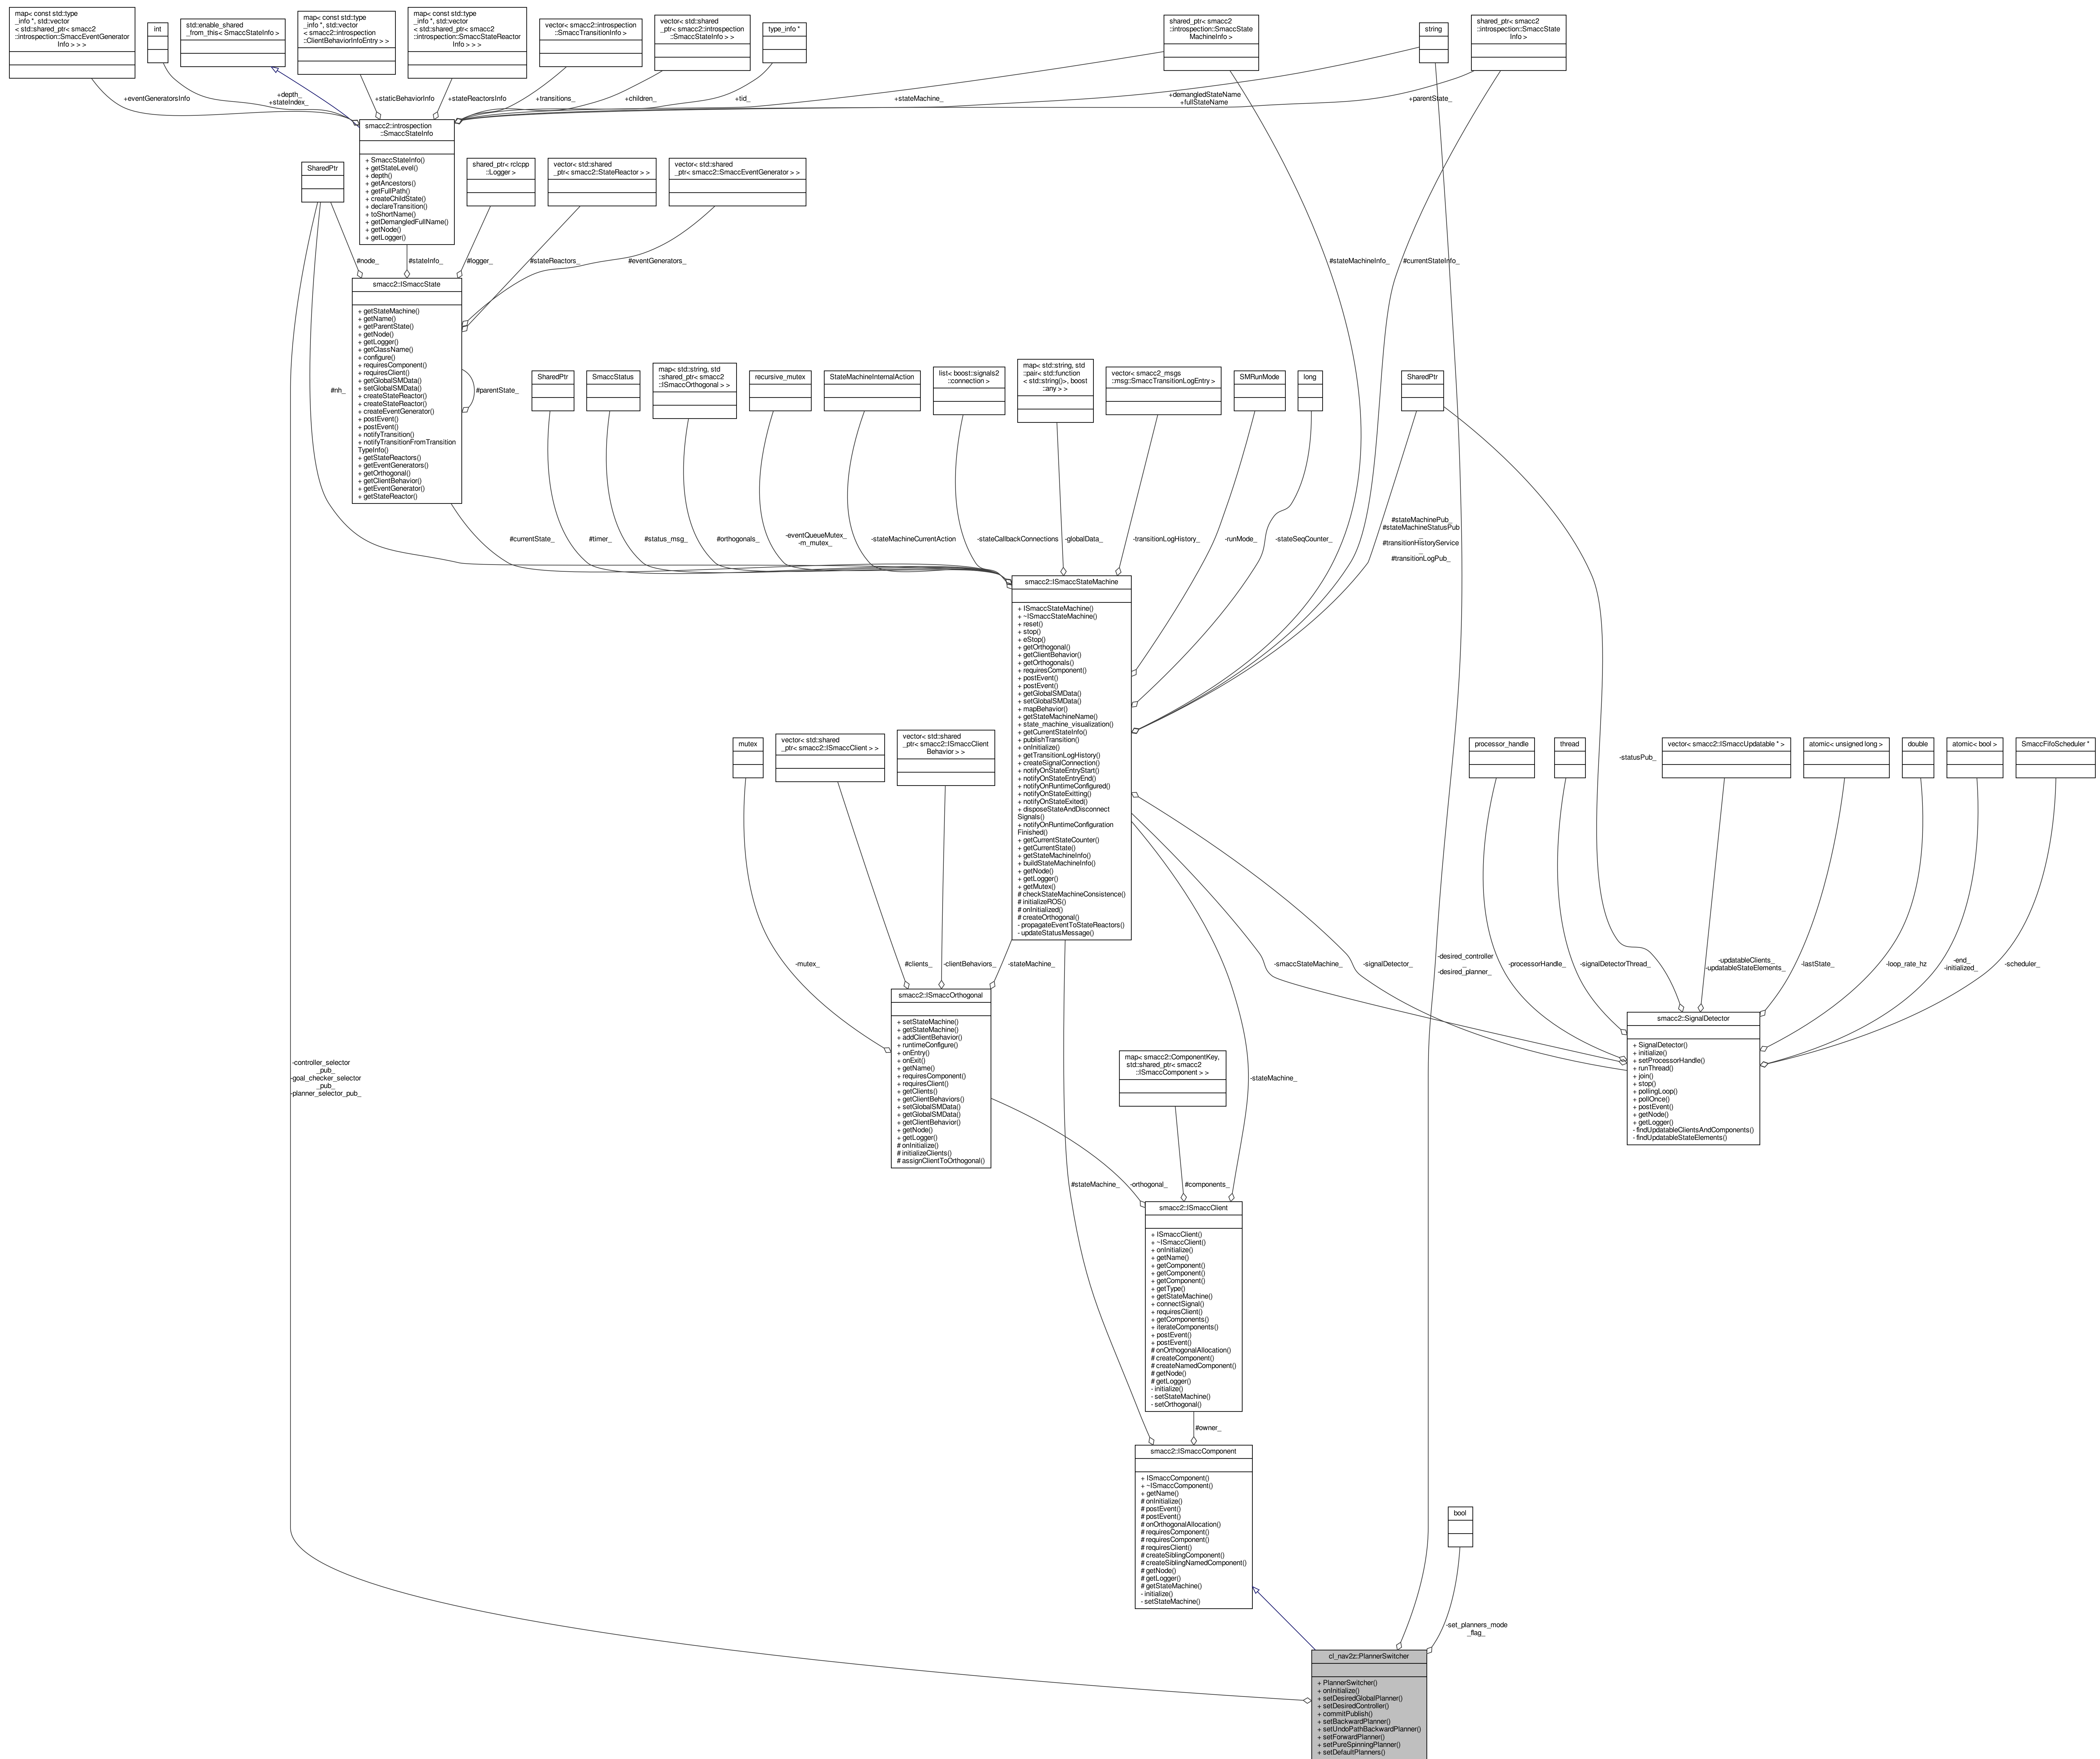 map< const std::type
_info *, std::vector
< std::shared_ptr< smacc2
::introspection::SmaccEventGenerator
Info > > >
int
std::enable_shared
_from_this< SmaccStateInfo >
map< const std::type
_info *, std::vector
< smacc2::introspection
::ClientBehaviorInfoEntry > >
map< const std::type
_info *, std::vector
< std::shared_ptr< smacc2
::introspection::SmaccStateReactor
Info > > >
vector< smacc2::introspection
::SmaccTransitionInfo >
vector< std::shared
_ptr< smacc2::introspection
::SmaccStateInfo > >
type_info *
shared_ptr< smacc2
::introspection::SmaccState
MachineInfo >
string
shared_ptr< smacc2
::introspection::SmaccState
Info >
+eventGeneratorsInfo
+depth_
+stateIndex_
+staticBehaviorInfo
+stateReactorsInfo
+transitions_
+children_
+tid_
+stateMachine_
+demangledStateName
+fullStateName
+parentState_
smacc2::introspection
::SmaccStateInfo
+ SmaccStateInfo()
+ getStateLevel()
+ depth()
+ getAncestors()
+ getFullPath()
+ createChildState()
+ declareTransition()
+ toShortName()
+ getDemangledFullName()
+ getNode()
+ getLogger()
SharedPtr
shared_ptr< rclcpp
::Logger >
vector< std::shared
_ptr< smacc2::StateReactor > >
vector< std::shared
_ptr< smacc2::SmaccEventGenerator > >
#node_
#stateInfo_
#logger_
#stateReactors_
#eventGenerators_
#stateMachineInfo_
#currentStateInfo_
smacc2::ISmaccState
+ getStateMachine()
+ getName()
+ getParentState()
+ getNode()
+ getLogger()
+ getClassName()
+ configure()
+ requiresComponent()
+ requiresClient()
+ getGlobalSMData()
+ setGlobalSMData()
+ createStateReactor()
+ createStateReactor()
+ createEventGenerator()
+ postEvent()
+ postEvent()
+ notifyTransition()
+ notifyTransitionFromTransition
TypeInfo()
+ getStateReactors()
+ getEventGenerators()
+ getOrthogonal()
+ getClientBehavior()
+ getEventGenerator()
+ getStateReactor()
#nh_
#parentState_
SharedPtr
SmaccStatus
map< std::string, std
::shared_ptr< smacc2
::ISmaccOrthogonal > >
recursive_mutex
StateMachineInternalAction
list< boost::signals2
::connection >
map< std::string, std
::pair< std::function
< std::string()>, boost
::any > >
vector< smacc2_msgs
::msg::SmaccTransitionLogEntry >
SMRunMode
long
SharedPtr
#currentState_
#timer_
#status_msg_
#orthogonals_
-eventQueueMutex_
-m_mutex_
-stateMachineCurrentAction
-stateCallbackConnections
-globalData_
-transitionLogHistory_
-runMode_
-stateSeqCounter_
#stateMachinePub_
#stateMachineStatusPub
_
#transitionHistoryService
_
#transitionLogPub_
smacc2::ISmaccStateMachine
+ ISmaccStateMachine()
+ ~ISmaccStateMachine()
+ reset()
+ stop()
+ eStop()
+ getOrthogonal()
+ getClientBehavior()
+ getOrthogonals()
+ requiresComponent()
+ postEvent()
+ postEvent()
+ getGlobalSMData()
+ setGlobalSMData()
+ mapBehavior()
+ getStateMachineName()
+ state_machine_visualization()
+ getCurrentStateInfo()
+ publishTransition()
+ onInitialize()
+ getTransitionLogHistory()
+ createSignalConnection()
+ notifyOnStateEntryStart()
+ notifyOnStateEntryEnd()
+ notifyOnRuntimeConfigured()
+ notifyOnStateExitting()
+ notifyOnStateExited()
+ disposeStateAndDisconnect
Signals()
+ notifyOnRuntimeConfiguration
Finished()
+ getCurrentStateCounter()
+ getCurrentState()
+ getStateMachineInfo()
+ buildStateMachineInfo()
+ getNode()
+ getLogger()
+ getMutex()
# checkStateMachineConsistence()
# initializeROS()
# onInitialized()
# createOrthogonal()
- propagateEventToStateReactors()
- updateStatusMessage()
mutex
vector< std::shared
_ptr< smacc2::ISmaccClient > >
vector< std::shared
_ptr< smacc2::ISmaccClient
Behavior > >
processor_handle
thread
-statusPub_
vector< smacc2::ISmaccUpdatable * >
atomic< unsigned long >
double
atomic< bool >
SmaccFifoScheduler *
-mutex_
#clients_
-clientBehaviors_
-stateMachine_
-smaccStateMachine_
-signalDetector_
-desired_controller
_
-desired_planner_
-processorHandle_
-signalDetectorThread_
-updatableClients_
-updatableStateElements_
-lastState_
-loop_rate_hz
-end_
-initialized_
-scheduler_
smacc2::ISmaccOrthogonal
+ setStateMachine()
+ getStateMachine()
+ addClientBehavior()
+ runtimeConfigure()
+ onEntry()
+ onExit()
+ getName()
+ requiresComponent()
+ requiresClient()
+ getClients()
+ getClientBehaviors()
+ setGlobalSMData()
+ getGlobalSMData()
+ getClientBehavior()
+ getNode()
+ getLogger()
# onInitialize()
# initializeClients()
# assignClientToOrthogonal()
smacc2::SignalDetector
+ SignalDetector()
+ initialize()
+ setProcessorHandle()
+ runThread()
+ join()
+ stop()
+ pollingLoop()
+ pollOnce()
+ postEvent()
+ getNode()
+ getLogger()
- findUpdatableClientsAndComponents()
- findUpdatableStateElements()
-controller_selector
_pub_
-goal_checker_selector
_pub_
-planner_selector_pub_
map< smacc2::ComponentKey,
std::shared_ptr< smacc2
::ISmaccComponent > >
-stateMachine_
#stateMachine_
-orthogonal_
#components_
smacc2::ISmaccClient
+ ISmaccClient()
+ ~ISmaccClient()
+ onInitialize()
+ getName()
+ getComponent()
+ getComponent()
+ getComponent()
+ getType()
+ getStateMachine()
+ connectSignal()
+ requiresClient()
+ getComponents()
+ iterateComponents()
+ postEvent()
+ postEvent()
# onOrthogonalAllocation()
# createComponent()
# createNamedComponent()
# getNode()
# getLogger()
- initialize()
- setStateMachine()
- setOrthogonal()
#owner_
smacc2::ISmaccComponent
+ ISmaccComponent()
+ ~ISmaccComponent()
+ getName()
# onInitialize()
# postEvent()
# postEvent()
# onOrthogonalAllocation()
# requiresComponent()
# requiresComponent()
# requiresClient()
# createSiblingComponent()
# createSiblingNamedComponent()
# getNode()
# getLogger()
# getStateMachine()
- initialize()
- setStateMachine()
bool
-set_planners_mode
_flag_
cl_nav2z::PlannerSwitcher
+ PlannerSwitcher()
+ onInitialize()
+ setDesiredGlobalPlanner()
+ setDesiredController()
+ commitPublish()
+ setBackwardPlanner()
+ setUndoPathBackwardPlanner()
+ setForwardPlanner()
+ setPureSpinningPlanner()
+ setDefaultPlanners()